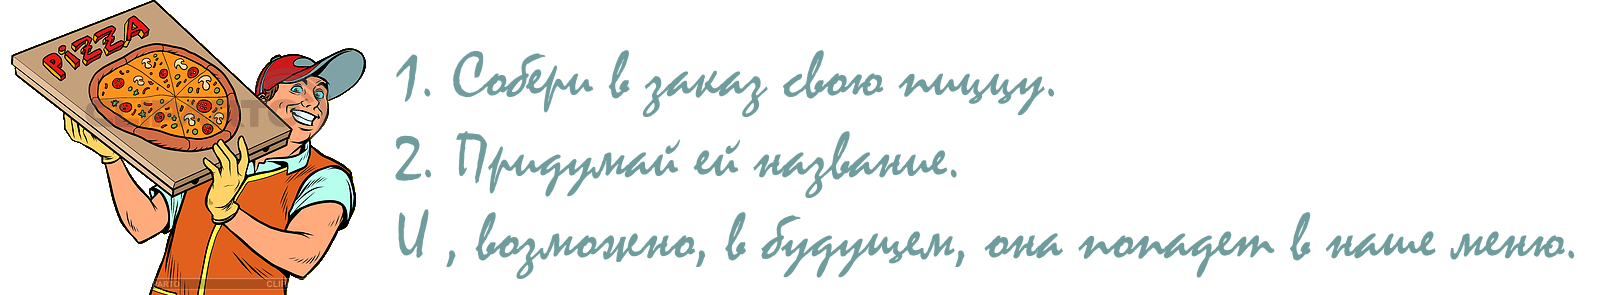 PIZZA
1. Собери в заказ свою пиццу.
2. Придумай ей название.
И , возможно, в будущем, она попадет в наше меню.